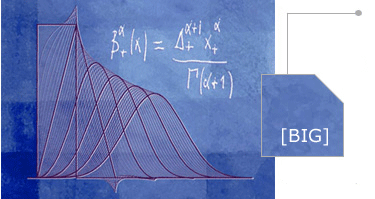 β₊^α(x) = Δ₊^(α+1) x₊^α / Γ(α+1)
[BIG]